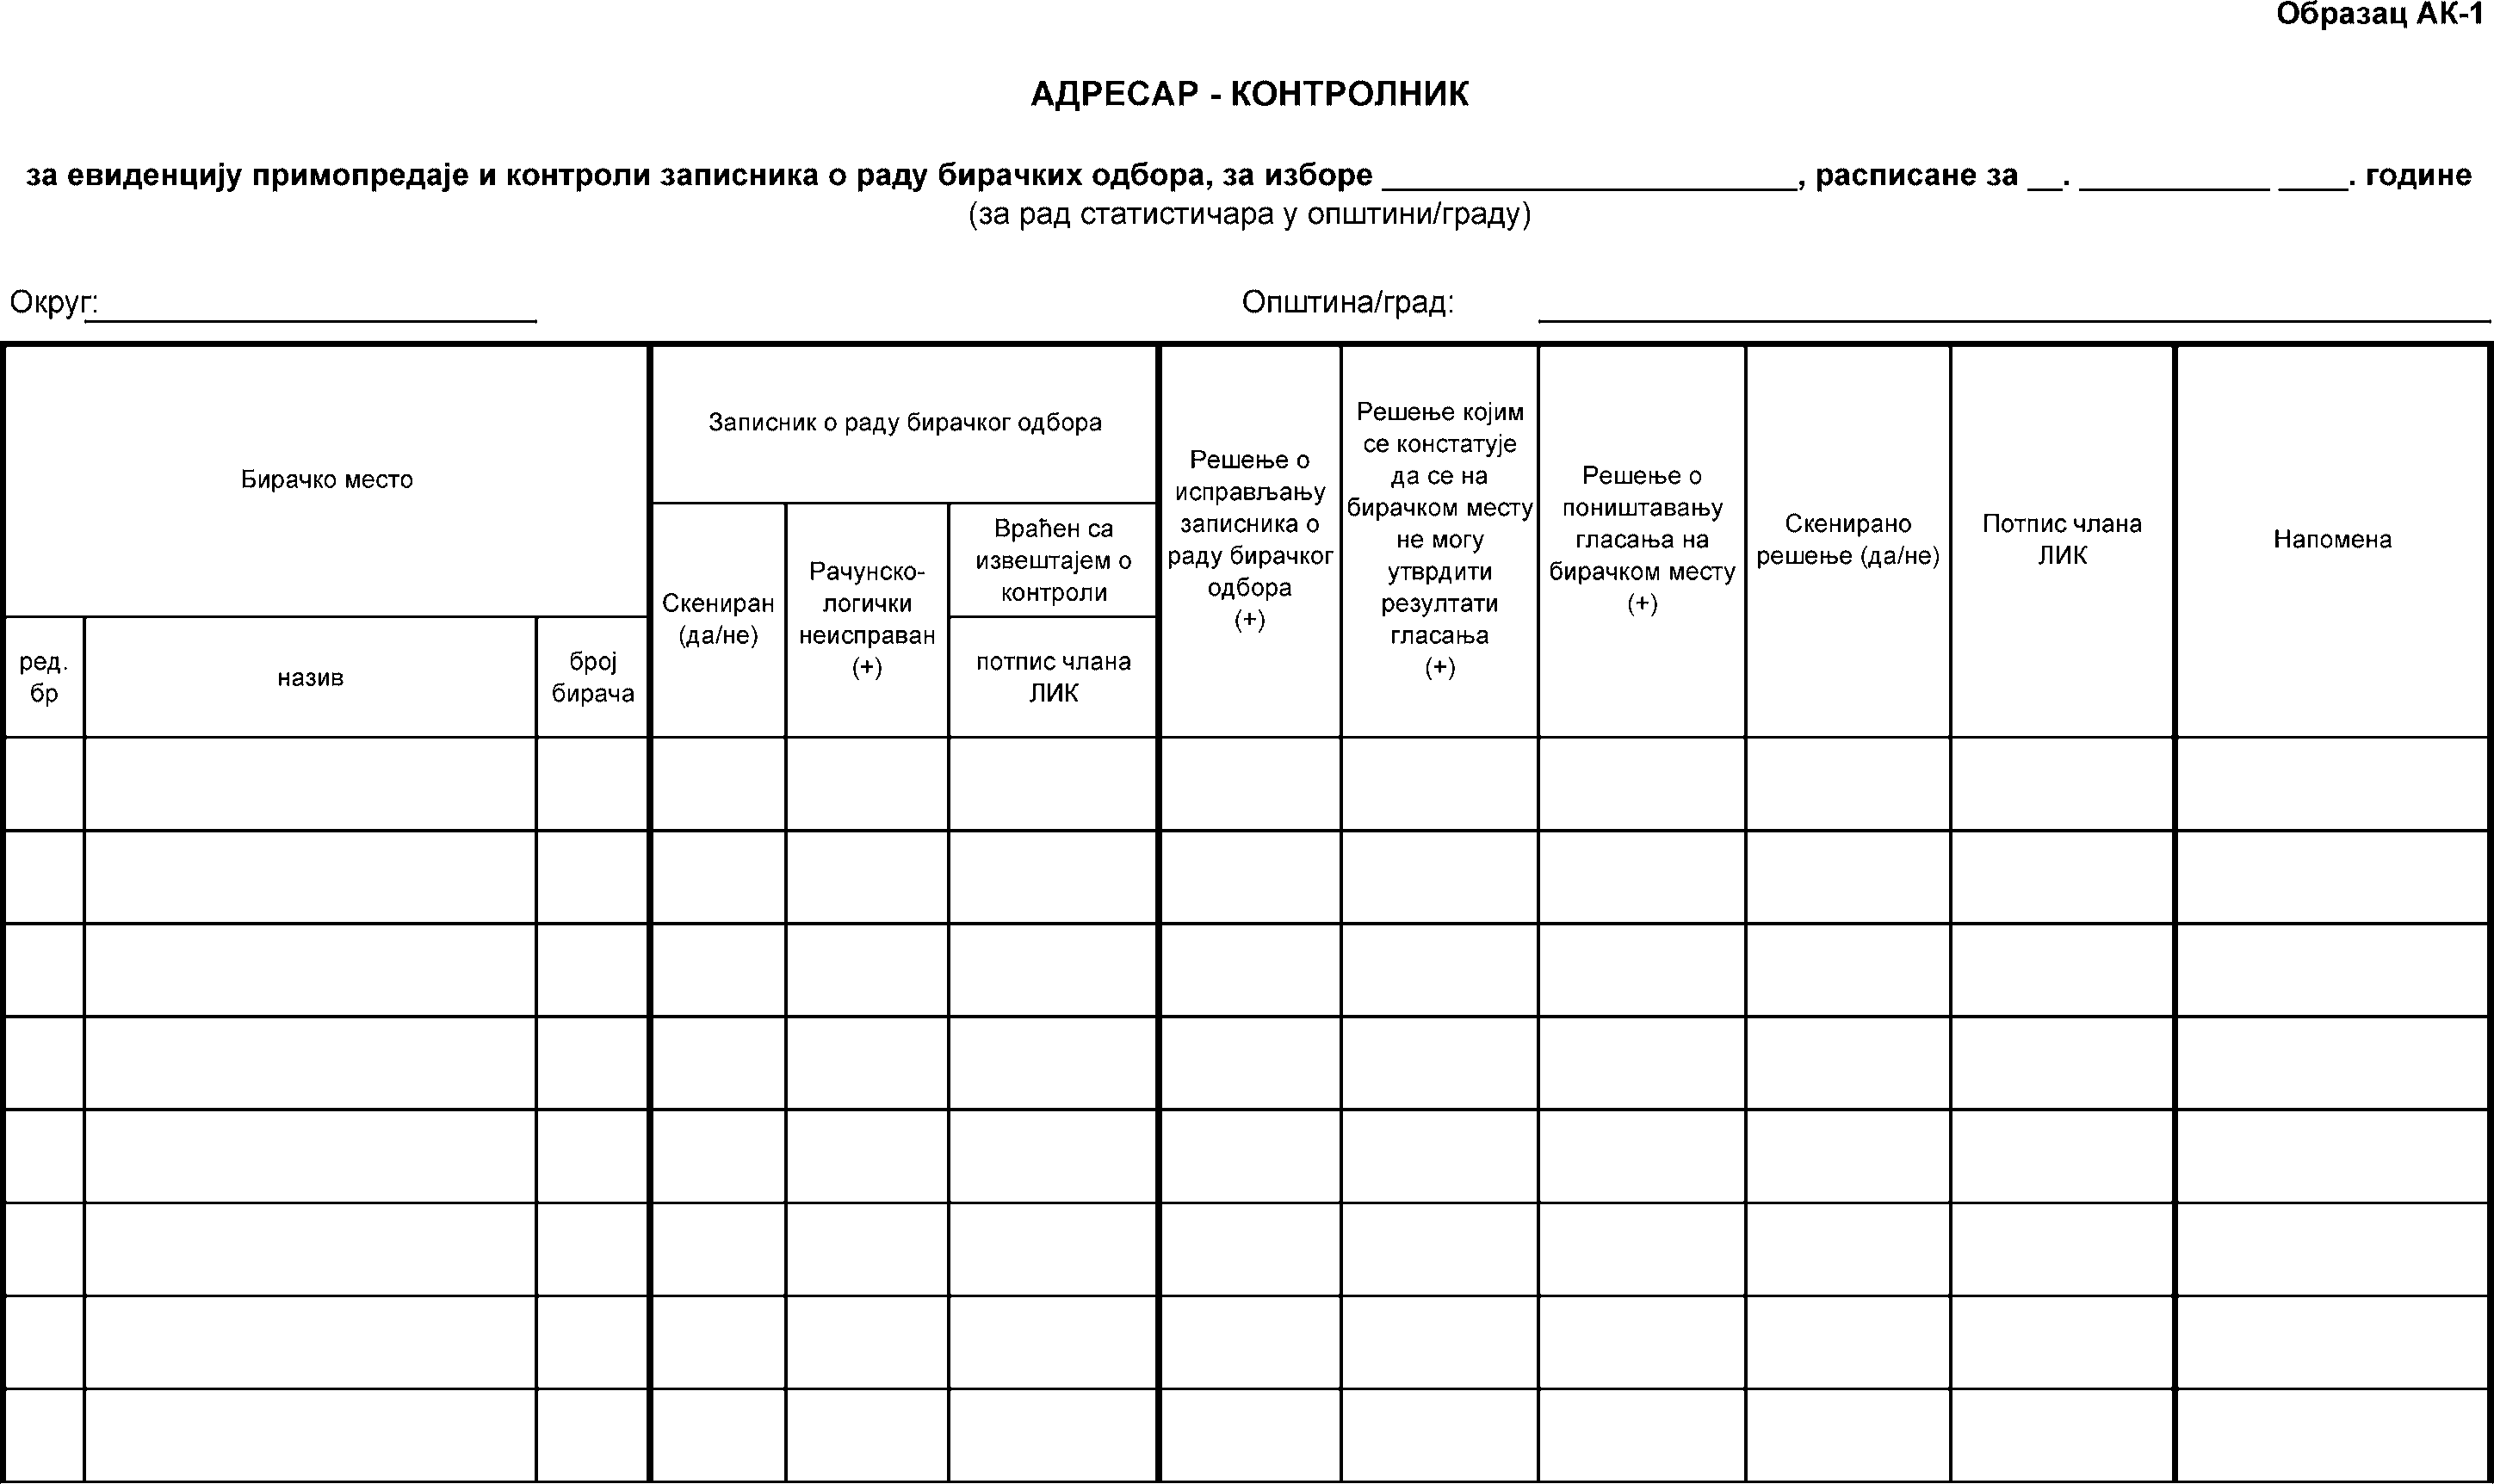 Образац АК-1
АДРЕСАР - КОНТРОЛНИК
за евиденцију примопредаје и контроли записника о раду бирачких одбора, за изборе ________________________, расписане за __. ___________ ____. године
(за рад статистичара у општини/граду)
Округ:
Општина/град:
Бирачко место
ред.
бр
назив
број
бирача
Записник о раду бирачког одбора
Скениран
(да/не)
Рачунско-
логички
неисправан
(+)
Враћен са
извештајем о
контроли
потпис члана
ЛИК
Решење о
исправљању
записника о
раду бирачког
одбора
(+)
Решење којим
се констатује
да се на
бирачком месту
не могу
утврдити
резултати
гласања
(+)
Решење о
поништавању
гласања на
бирачком месту
(+)
Скенирано
решење (да/не)
Потпис члана
ЛИК
Напомена